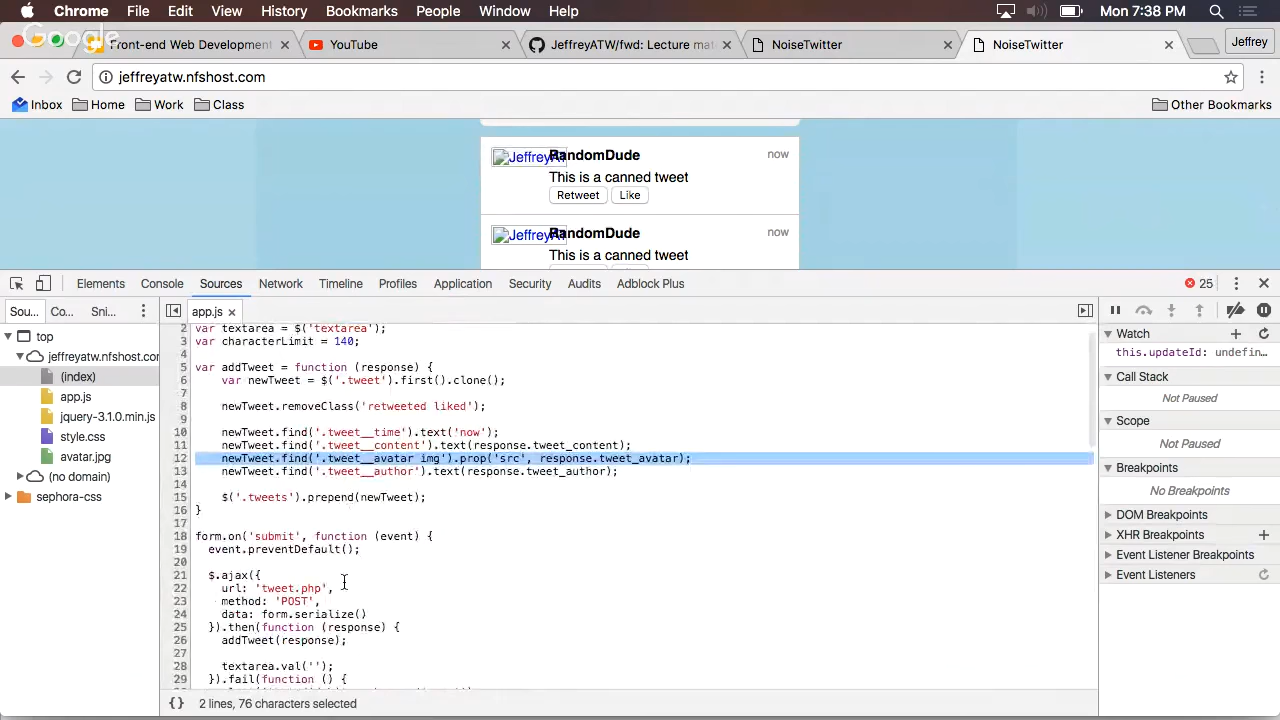 Chrome File Edit View History Bookmarks People Window Help Mon 7:38 PM
Google
Front-end Web Development
YouTube
JeffreyATW/fwd: Lecture mat
NoiseTwitter
NoiseTwitter
Jeffrey
jeffreyatw.nfshost.com
Inbox Home Work Class Other Bookmarks
JeffreyAT
RandomDude now
This is a canned tweet
Retweet Like
JeffreyAT
RandomDude now
This is a canned tweet
Elements Console Sources Network Timeline Profiles Application Security Audits Adblock Plus 25
Sou... Co... Sni... app.js
top
jeffreyatw.nfshost.com
(index)
app.js
jquery-3.1.0.min.js
style.css
avatar.jpg
(no domain)
sephora-css
2 var textarea = $('textarea');
3 var characterLimit = 140;
4
5 var addTweet = function (response) {
6 var newTweet = $('.tweet').first().clone();
7
8 newTweet.removeClass('retweeted liked');
9
10 newTweet.find('.tweet__time').text('now');
11 newTweet.find('.tweet__content').text(response.tweet_content);
12 newTweet.find('.tweet__avatar img').prop('src', response.tweet_avatar);
13 newTweet.find('.tweet__author').text(response.tweet_author);
14
15 $('.tweets').prepend(newTweet);
16 }
17
18 form.on('submit', function (event) {
19 event.preventDefault();
20
21 $.ajax({
22 url: 'tweet.php',
23 method: 'POST',
24 data: form.serialize()
25 }).then(function (response) {
26 addTweet(response);
27
28 textarea.val('');
29 }).fail(function () {
{} 2 lines, 76 characters selected
Watch
this.updateId: undefin...
Call Stack
Not Paused
Scope
Not Paused
Breakpoints
No Breakpoints
DOM Breakpoints
XHR Breakpoints
Event Listener Breakpoints
Event Listeners